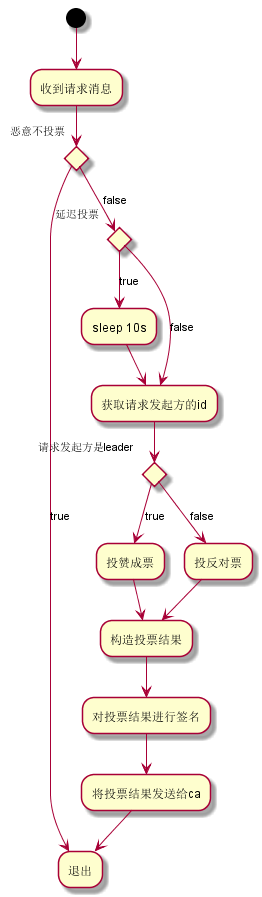 收到请求消息
恶意不投票
false
延迟投票
true
sleep 10s
false
获取请求发起方的id
请求发起方是leader
true
true
false
投赞成票
投反对票
构造投票结果
对投票结果进行签名
将投票结果发送给ca
退出